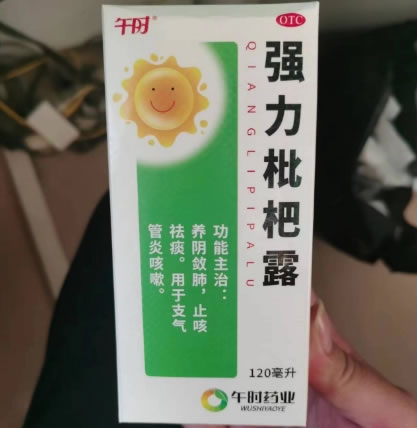 午时®
OTC
强力枇杷露
QIANGLIPIPALU
功能主治：
养阴敛肺，止咳
祛痰。用于支气
管炎咳嗽。
120毫升
午时药业
WUSHIYAOYE